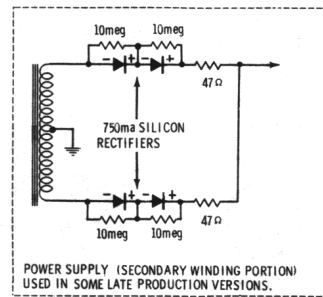 10meg 10meg
- + - +
47Ω
750ma SILICON
RECTIFIERS
- + - +
47Ω
10meg 10meg
POWER SUPPLY (SECONDARY WINDING PORTION)
USED IN SOME LATE PRODUCTION VERSIONS.